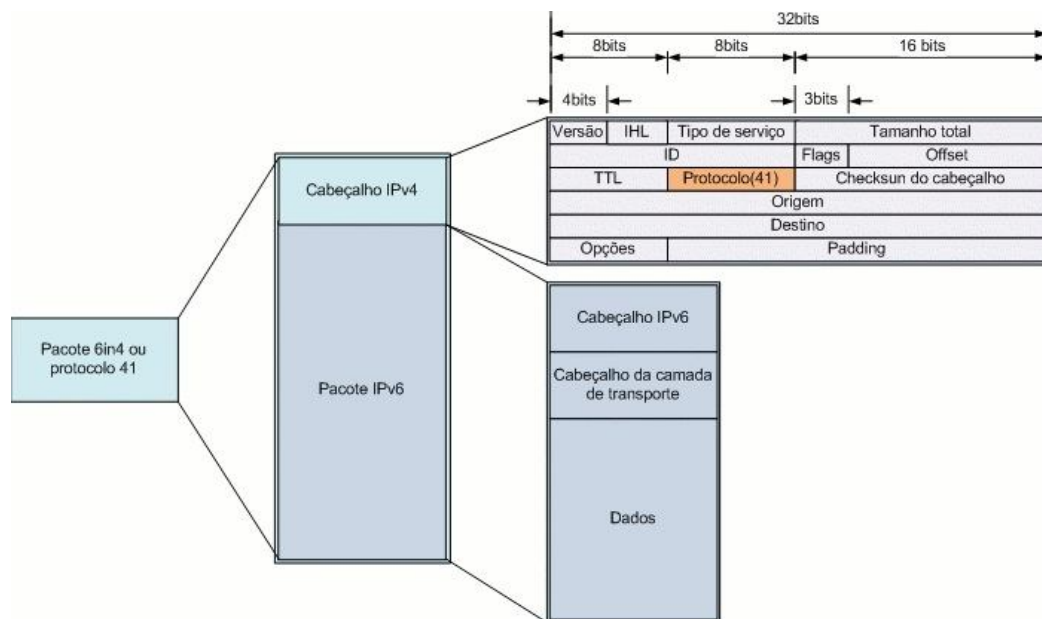 32bits
8bits 8bits 16 bits
4bits 3bits
Versão IHL Tipo de serviço Tamanho total
ID Flags Offset
TTL Protocolo(41) Checksun do cabeçalho
Origem
Destino
Opções Padding
Cabeçalho IPv4
Pacote 6in4 ou
protocolo 41
Pacote IPv6
Cabeçalho IPv6
Cabeçalho da camada
de transporte
Dados